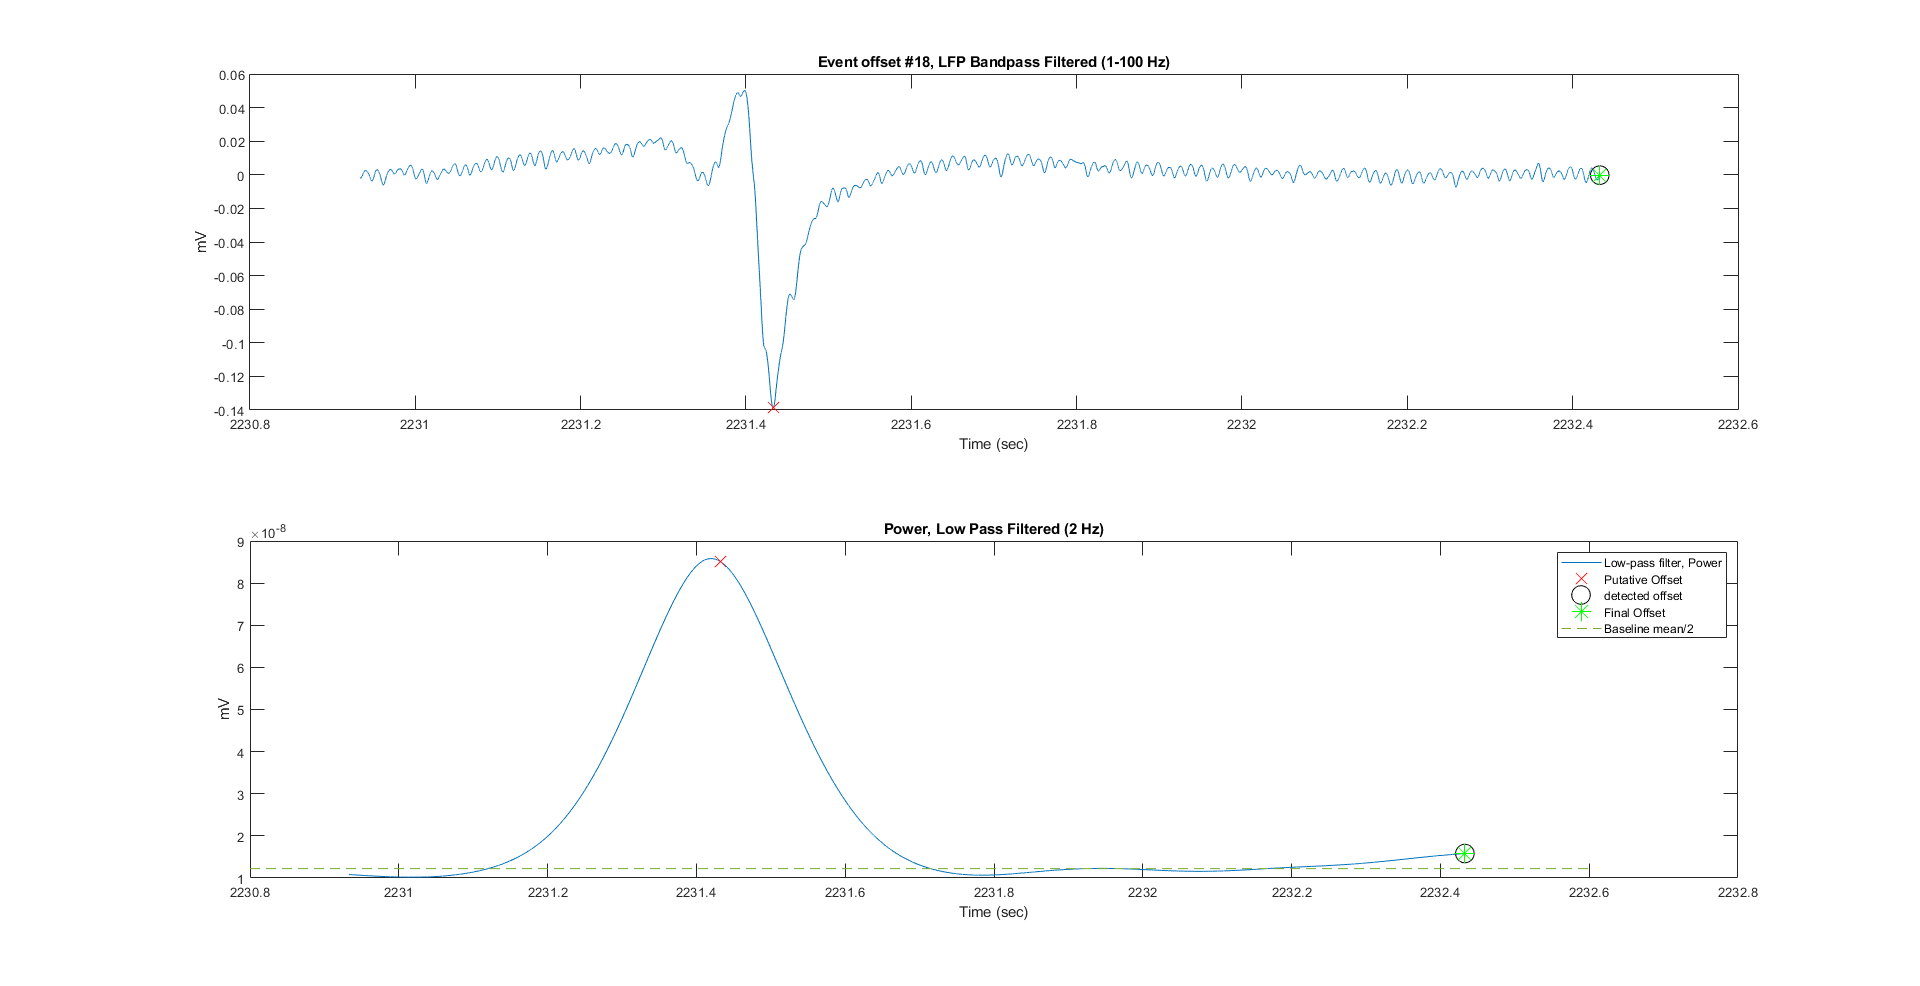 Event offset #18, LFP Bandpass Filtered (1-100 Hz)
0.06
0.04
0.02
0
-0.02
-0.04
-0.06
-0.08
-0.1
-0.12
-0.14
mV
2230.8 2231 2231.2 2231.4 2231.6 2231.8 2232 2232.2 2232.4 2232.6
Time (sec)
Power, Low Pass Filtered (2 Hz)
×10-8
9
8
7
6
5
4
3
2
1
mV
Low-pass filter, Power
Putative Offset
detected offset
Final Offset
Baseline mean/2
2230.8 2231 2231.2 2231.4 2231.6 2231.8 2232 2232.2 2232.4 2232.6 2232.8
Time (sec)